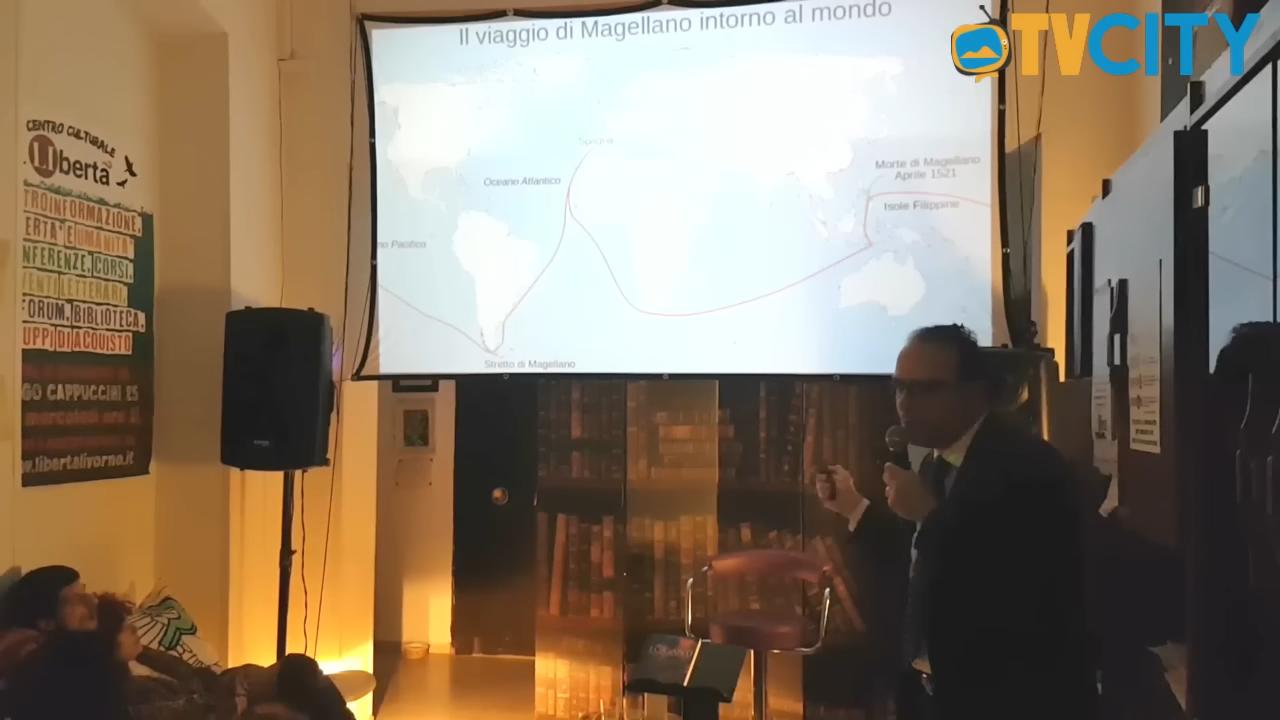 Il viaggio di Magellano intorno al mondo
TVCITY
CENTRO CULTURALE
LIberta
TROINFORMAZIONE,
ERTA' E UMANITA'
NFERENZE, CORSI,
ENTI LETTERARI,
FORUM, BIBLIOTECA,
UPPI DI ACQUISTO
GO CAPPUCCINI 25
w.libertalivorno.it
Spagna
Oceano Atlantico
no Pacifico
Morte di Magellano
Aprile 1521
Isole Filippine
Stretto di Magellano